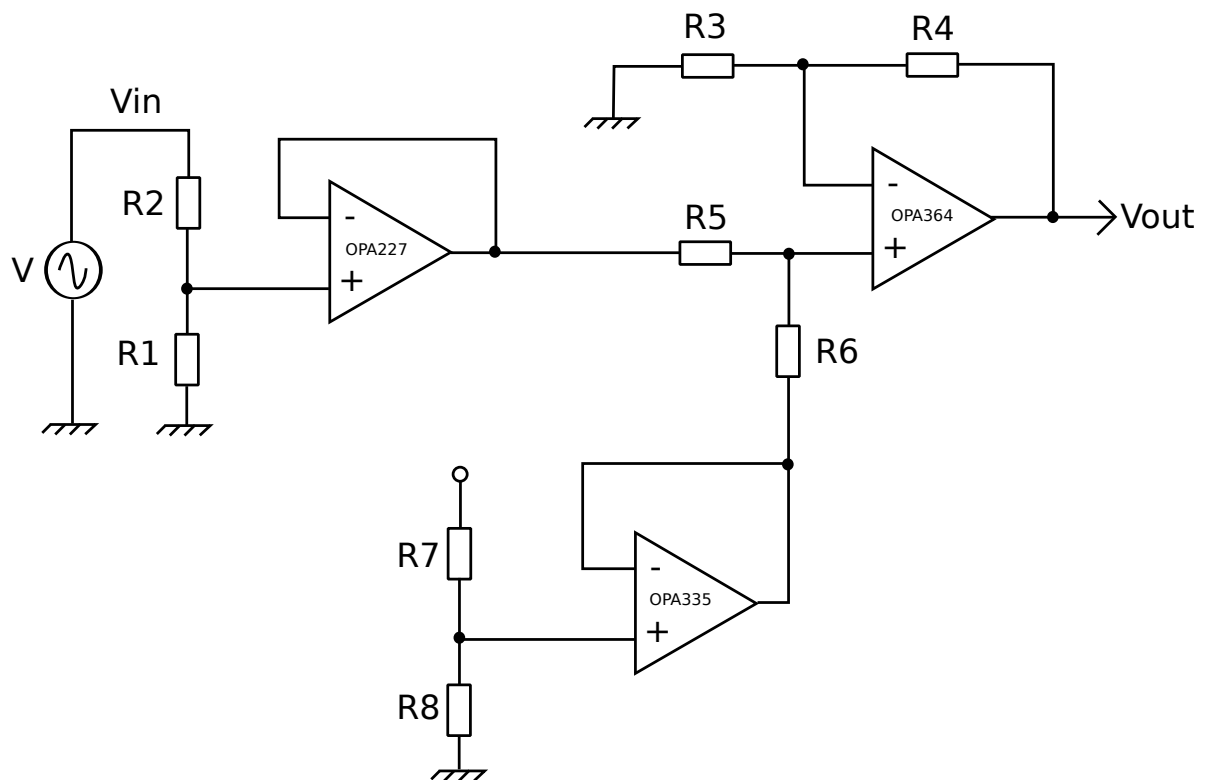 R3
R4
Vin
R2
-
OPA227
+
V
R1
R5
-
OPA364
+
Vout
R6
R7
-
OPA335
+
R8